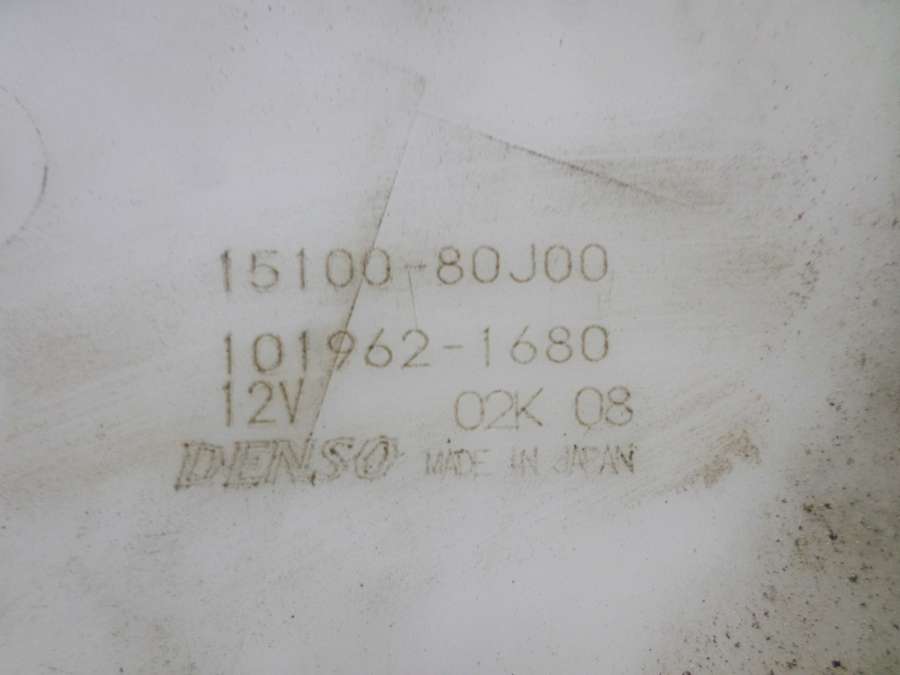 15100-80J00
101962-1680
12V 02K 08
DENSO MADE IN JAPAN